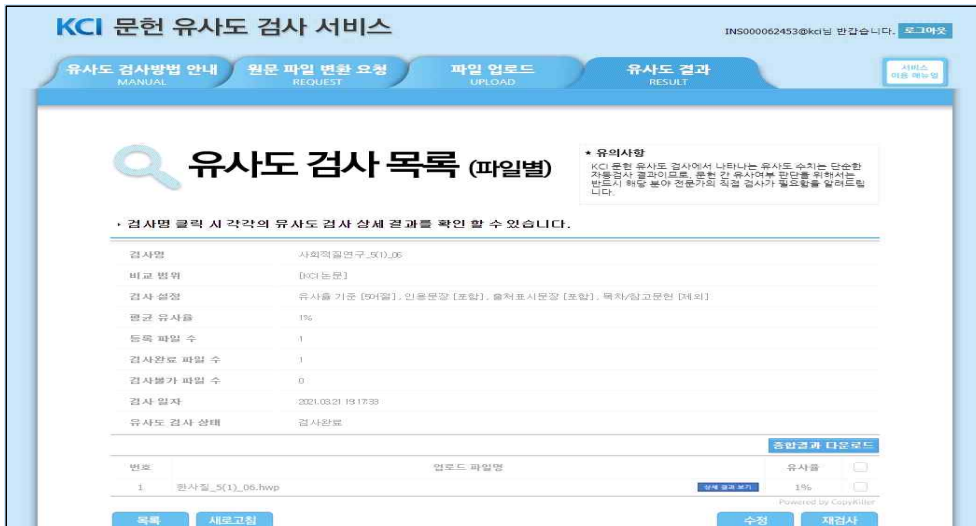 KCI 문헌 유사도 검사 서비스
INS000062453@kci님 반갑습니다. 로그아웃
유사도 검사방법 안내 원문 파일 변환 요청 파일 업로드 유사도 결과
MANUAL REQUEST UPLOAD RESULT
서비스
이용 매뉴얼
유사도 검사 목록 (파일별)
* 유의사항
KCI 문헌 유사도 검사에서 나타나는 유사도 수치는 단순한
자동검사 결과이므로, 문헌 간 유사여부 판단을 위해서는
반드시 해당 분야 전문가의 직접 검사가 필요함을 알려드립
니다.
검사명 클릭 시 각각의 유사도 검사 상세 결과를 확인 할 수 있습니다.
검사명 사회적질연구_5(1)_06
비교 범위 [KCI 논문]
검사 설정 유사율 기준 [5어절], 인용문장 [포함], 출처표시문장 [포함], 목차/참고문헌 [제외]
평균 유사율 1%
등록 파일 수 1
검사완료 파일 수 1
검사불가 파일 수 0
검사 일자 2021.03.21 19:17:33
유사도 검사 상태 검사완료
종합결과 다운로드
번호 업로드 파일명 유사율
1 한사질_5(1)_06.hwp 상세 결과 보기 1%
Powered by CopyKiller
목록 새로고침 수정 재검사